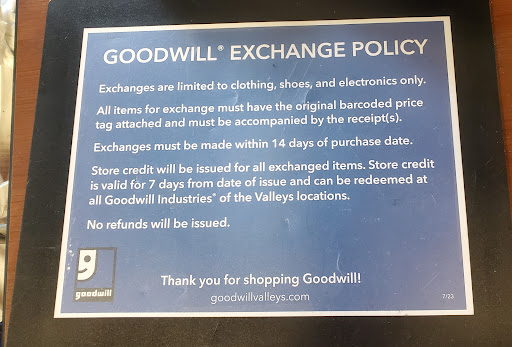 GOODWILL® EXCHANGE POLICY
Exchanges are limited to clothing, shoes, and electronics only.
All items for exchange must have the original barcoded price
tag attached and must be accompanied by the receipt(s).
Exchanges must be made within 14 days of purchase date.
Store credit will be issued for all exchanged items. Store credit
is valid for 7 days from date of issue and can be redeemed at
all Goodwill Industries® of the Valleys locations.
No refunds will be issued.
goodwill
Thank you for shopping Goodwill!
goodwillvalleys.com
7/23